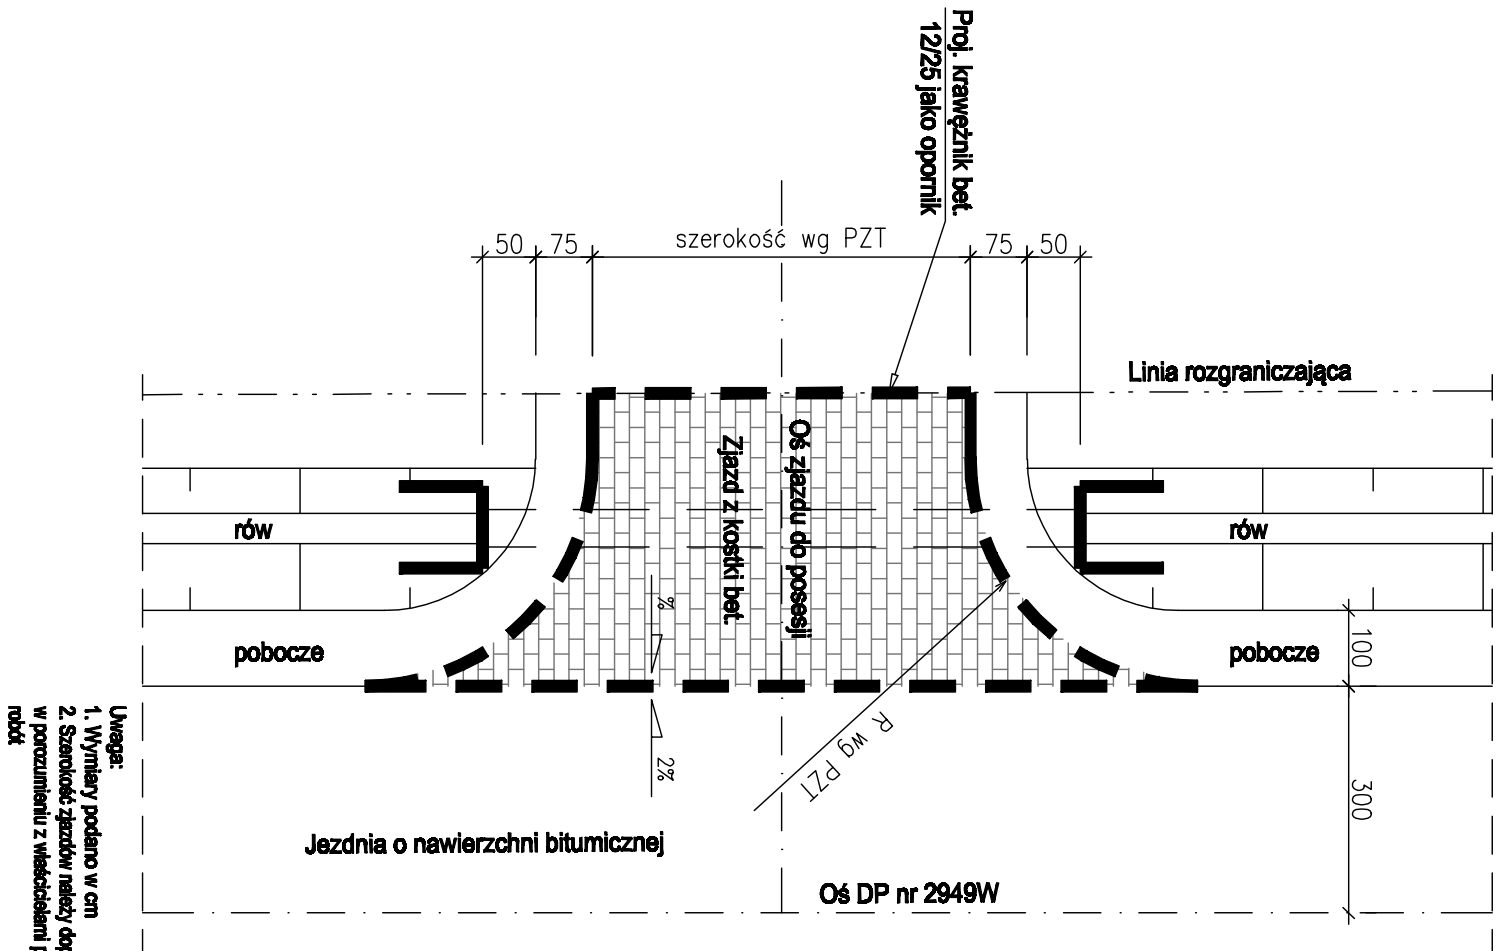 Proj. krawężnik bet.
12/25 jako opornik
50
75
szerokość wg PZT
75
50
Linia rozgraniczająca
Oś zjazdu do posesji
Zjazd z kostki bet.
rów
rów
%
pobocze
pobocze
100
R wg PZT
2%
300
Jezdnia o nawierzchni bitumicznej
Oś DP nr 2949W
Uwaga:
1. Wymiary podano w cm
2. Szerokość zjazdów należy
w porozumieniu z właścicielami
robót